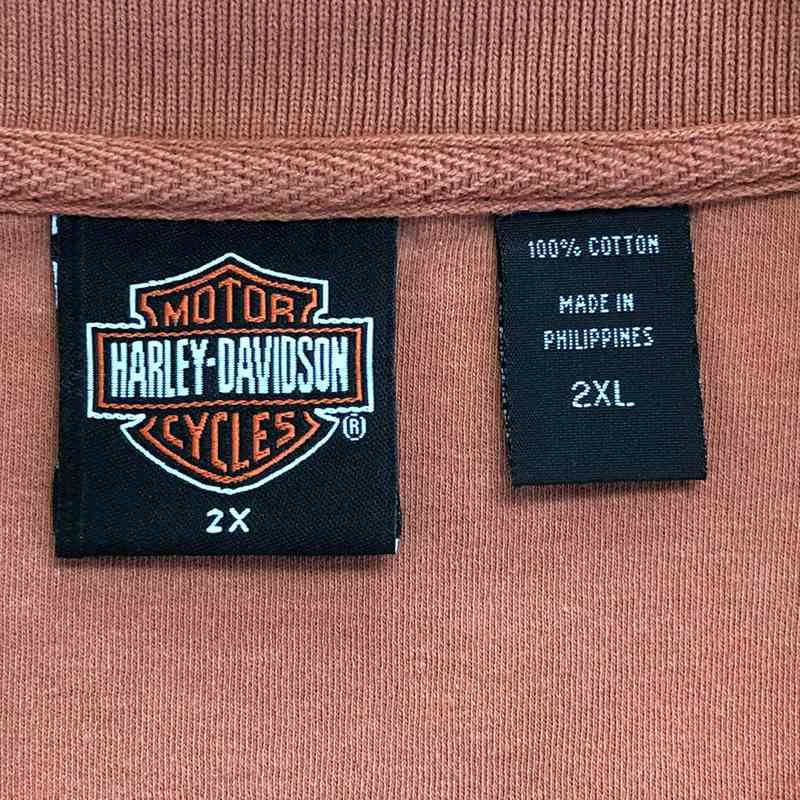 MOTOR
HARLEY-DAVIDSON
CYCLES
®
2X
100% COTTON
MADE IN
PHILIPPINES
2XL